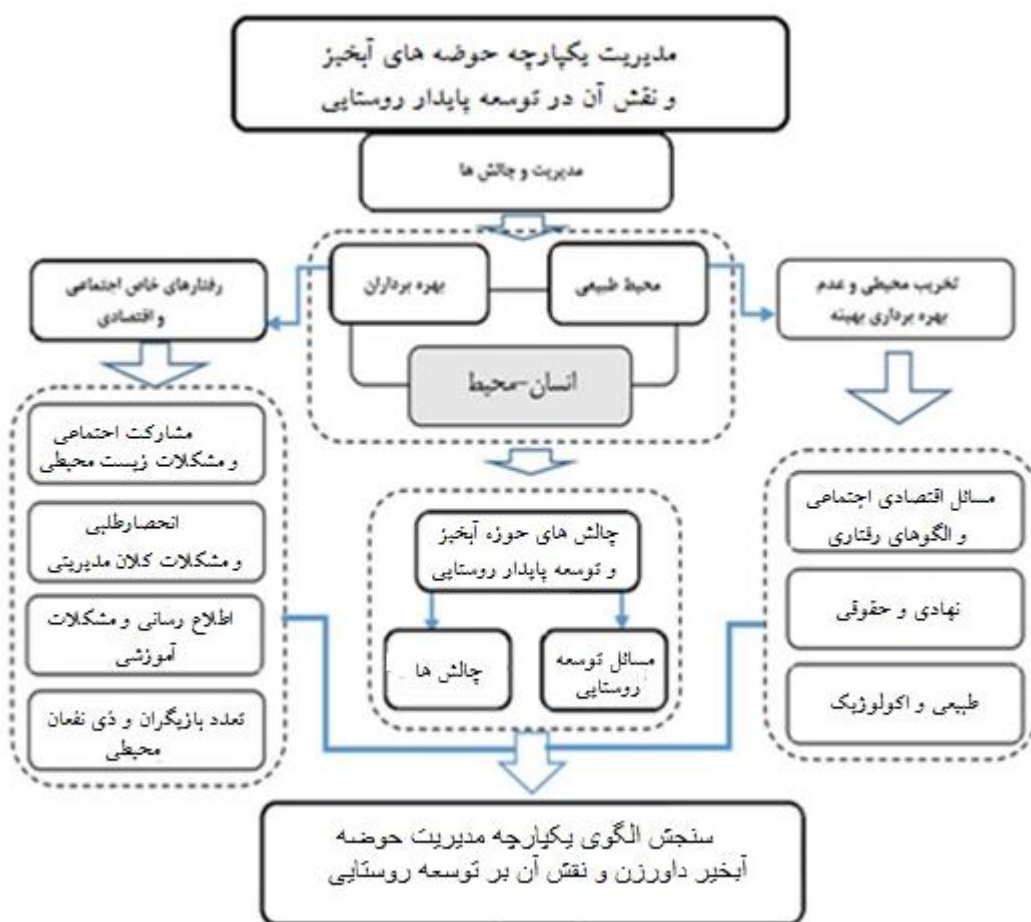 مدیریت یکپارچه حوضه های آبخیز
و نقش آن در توسعه پایدار روستایی
مدیریت و چالش ها
محیط طبیعی
بهره برداران
انسان-محیط
تخریب محیطی و عدم
بهره برداری بهینه
رفتارهای خاص اجتماعی
و اقتصادی
مسائل اقتصادی اجتماعی
و الگوهای رفتاری
نهادی و حقوقی
طبیعی و اکولوژیک
چالش های حوزه آبخیز
و توسعه پایدار روستایی
مسائل توسعه
روستایی
چالش ها
مشارکت اجتماعی
و مشکلات زیست محیطی
انحصارطلبی
و مشکلات کلان مدیریتی
اطلاع رسانی و مشکلات
آموزشی
تعدد بازیگران و ذی نفعان
محیطی
سنجش الگوی یکپارچه مدیریت حوضه
آبخیر داورزن و نقش آن بر توسعه روستایی